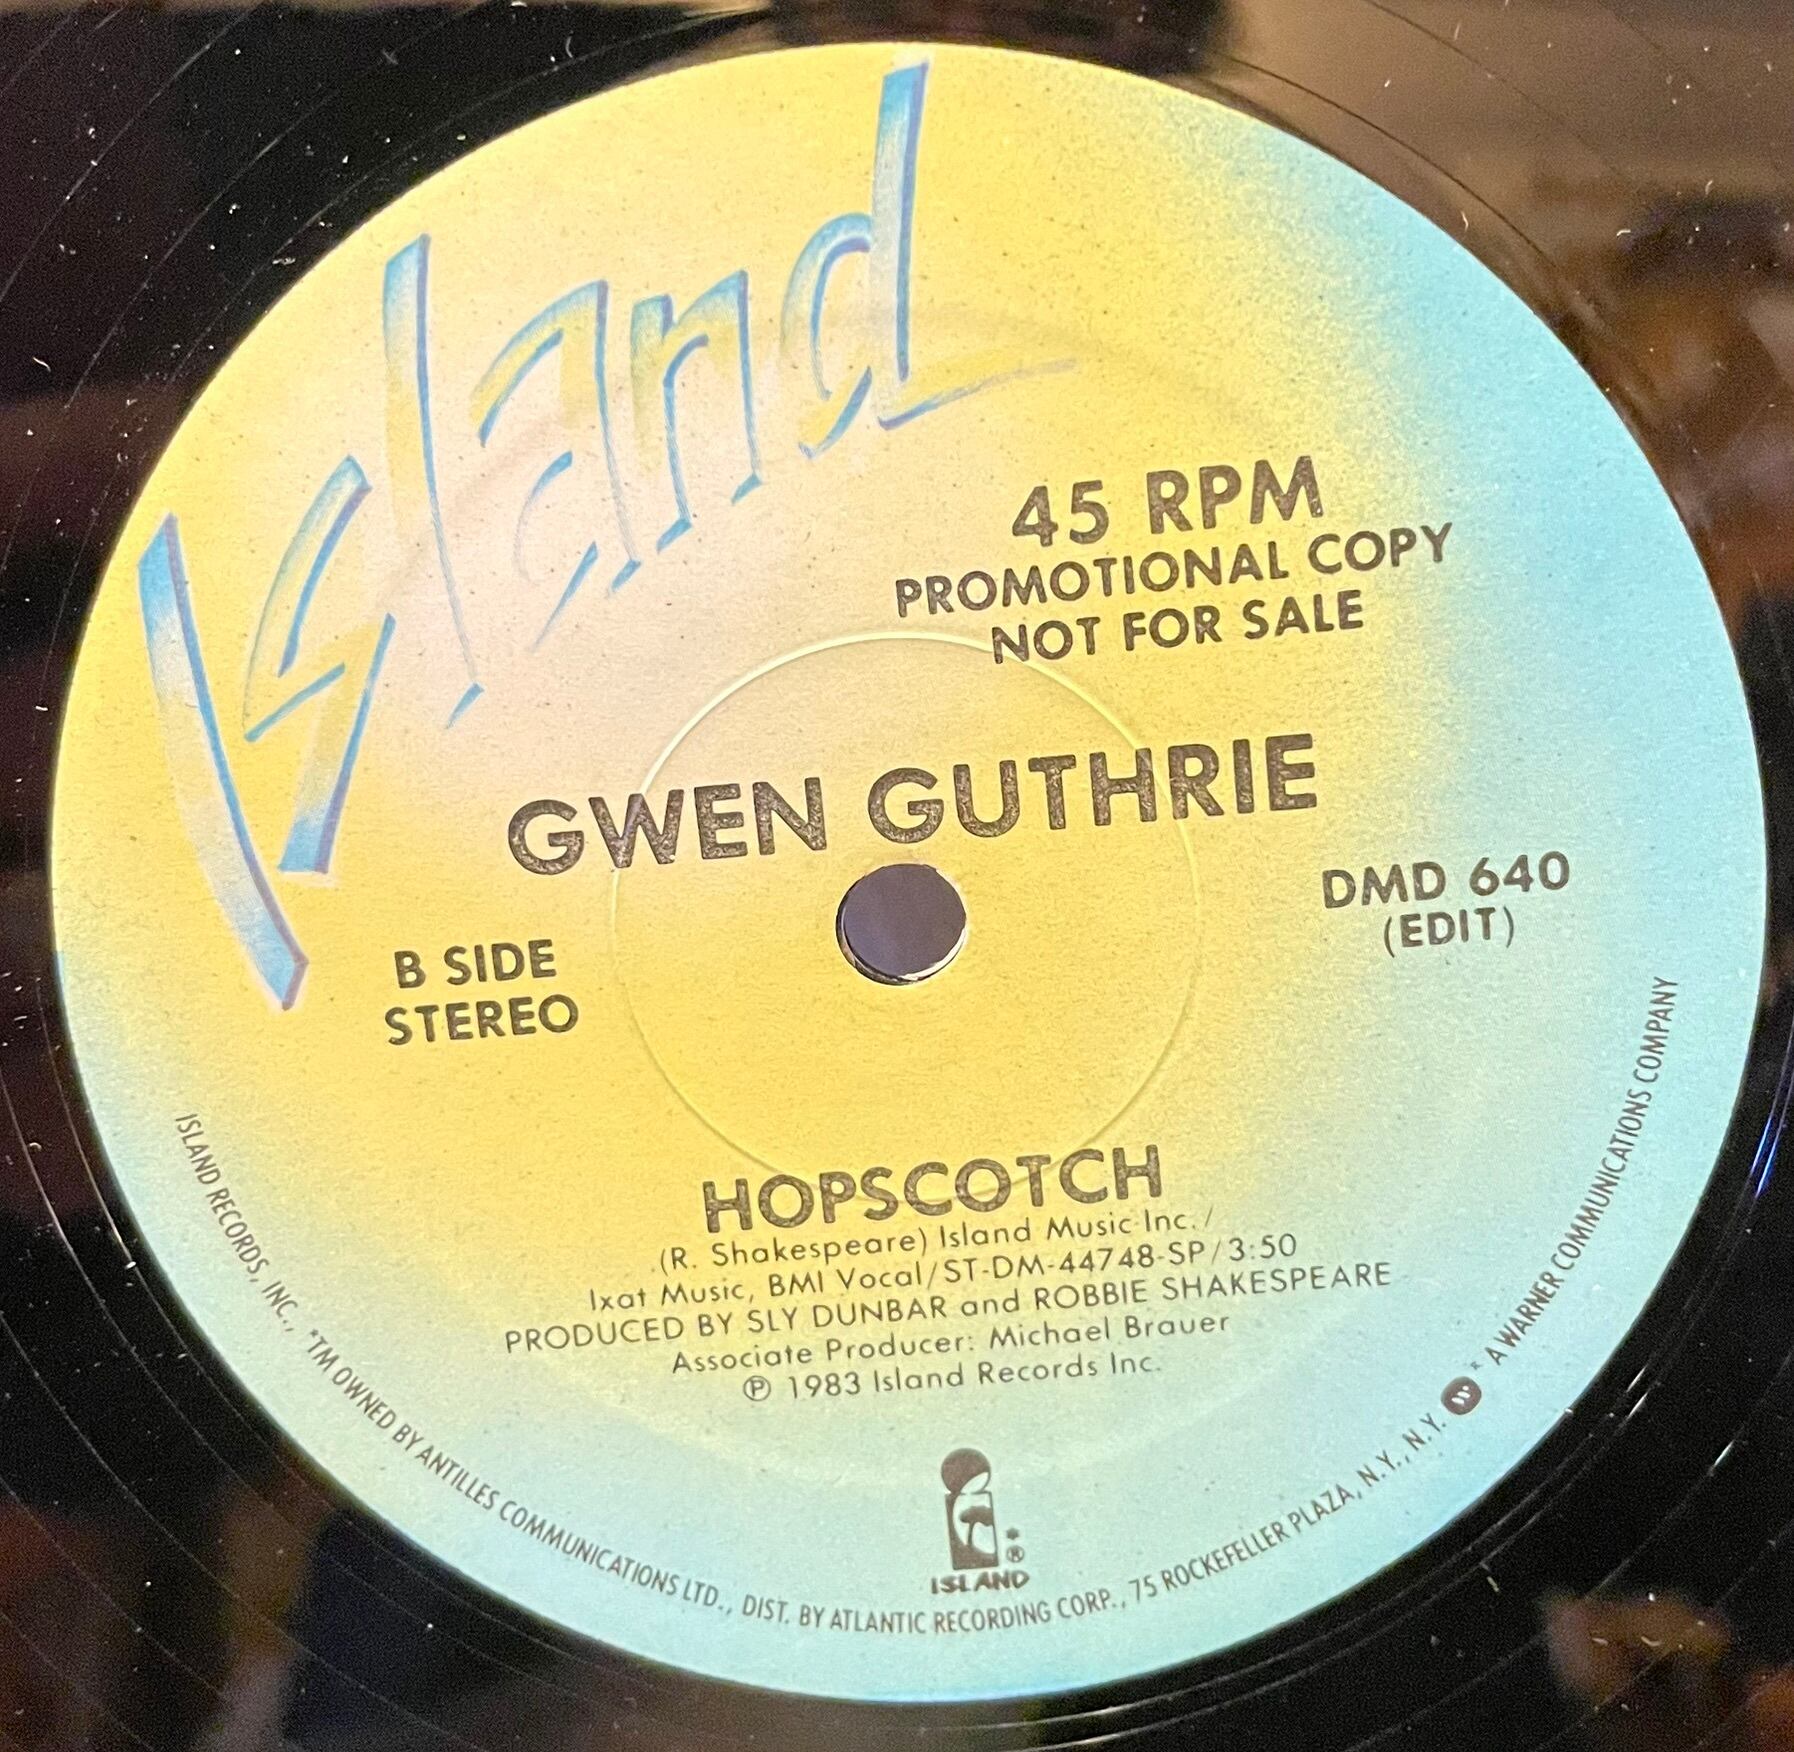 Island
45 RPM
PROMOTIONAL COPY
NOT FOR SALE
GWEN GUTHRIE
DMD 640
(EDIT)
B SIDE
STEREO
HOPSCOTCH
(R. Shakespeare) Island Music Inc./
Ixat Music, BMI Vocal/ST-DM-44748-SP/3:50
PRODUCED BY SLY DUNBAR and ROBBIE SHAKESPEARE
Associate Producer: Michael Brauer
℗ 1983 Island Records Inc.
*®
ISLAND
ISLAND RECORDS, INC., *TM OWNED BY ANTILLES COMMUNICATIONS LTD., DIST. BY ATLANTIC RECORDING CORP., 75 ROCKEFELLER PLAZA, N.Y., N.Y. * A WARNER COMMUNICATIONS COMPANY